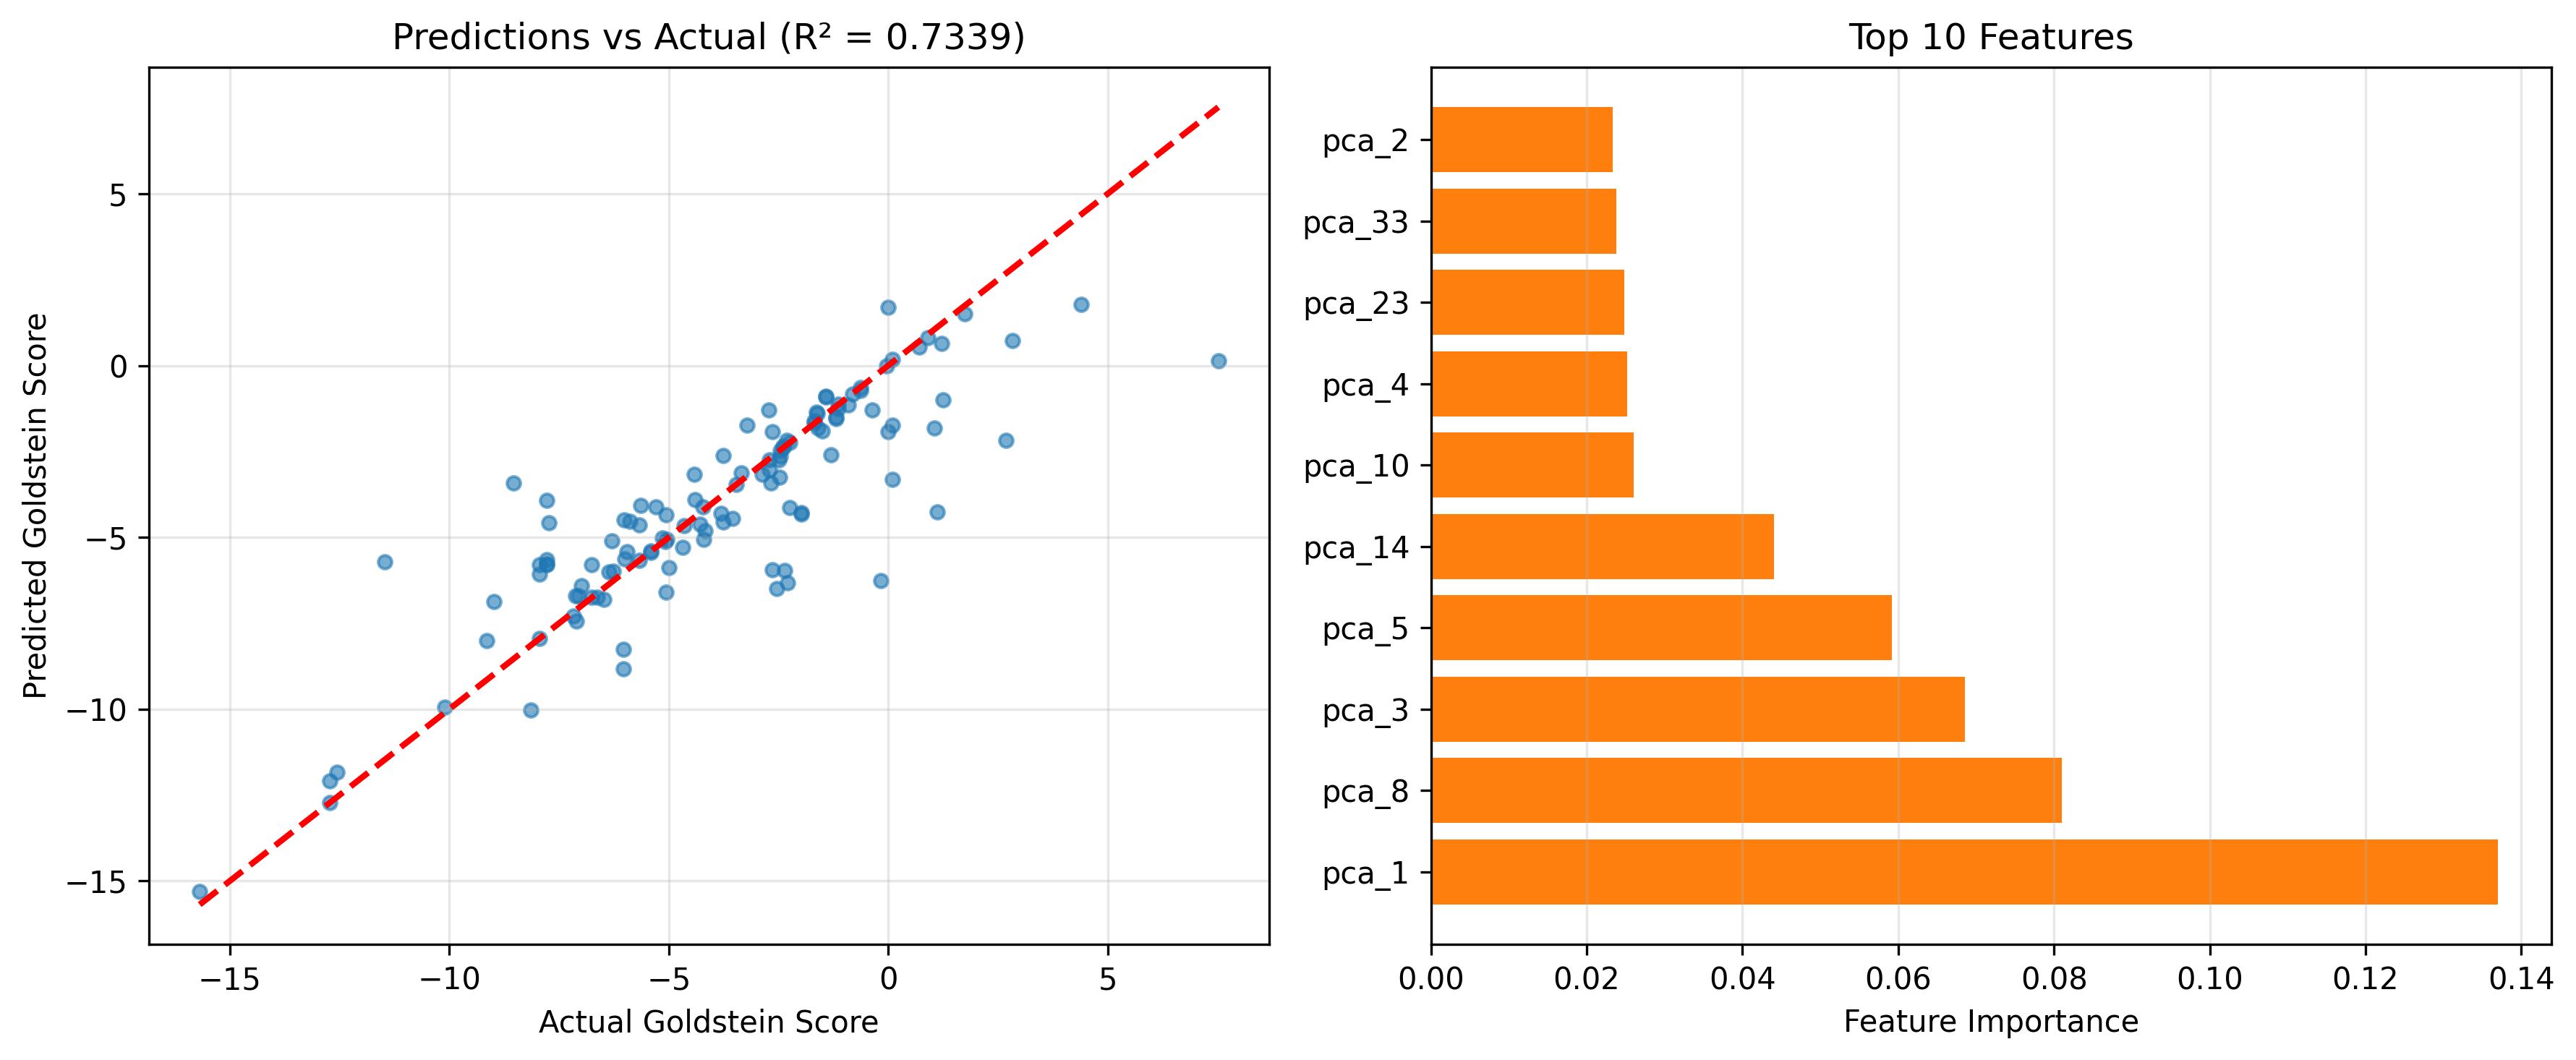 Predictions vs Actual (R² = 0.7339)
5
0
−5
−10
−15
Predicted Goldstein Score
−15
−10
−5
0
5
Actual Goldstein Score
Top 10 Features
pca_2
pca_33
pca_23
pca_4
pca_10
pca_14
pca_5
pca_3
pca_8
pca_1
0.00
0.02
0.04
0.06
0.08
0.10
0.12
0.14
Feature Importance